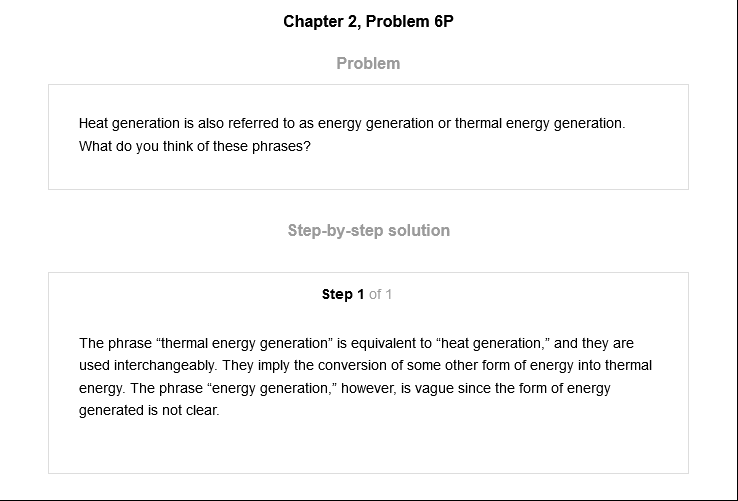 Chapter 2, Problem 6P
Problem
Heat generation is also referred to as energy generation or thermal energy generation.
What do you think of these phrases?
Step-by-step solution
Step 1 of 1
The phrase “thermal energy generation” is equivalent to “heat generation,” and they are
used interchangeably. They imply the conversion of some other form of energy into thermal
energy. The phrase “energy generation,” however, is vague since the form of energy
generated is not clear.